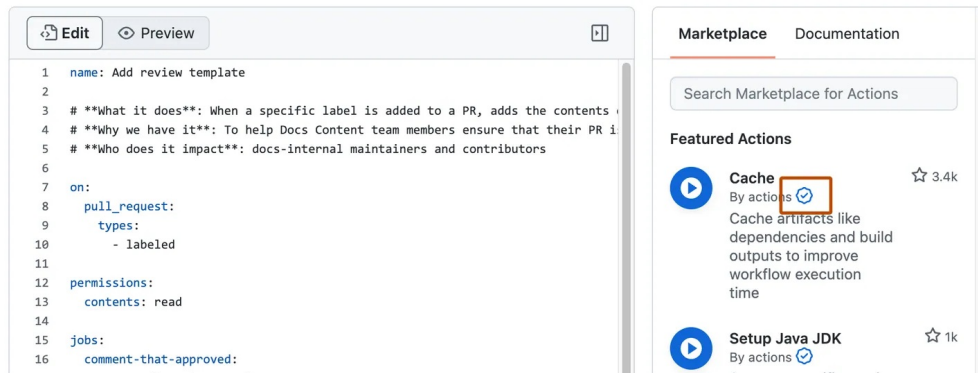 Edit Preview
1 name: Add review template
2
3 # **What it does**: When a specific label is added to a PR, adds the contents
4 # **Why we have it**: To help Docs Content team members ensure that their PR
5 # **Who does it impact**: docs-internal maintainers and contributors
6
7 on:
8 pull_request:
9 types:
10 - labeled
11
12 permissions:
13 contents: read
14
15 jobs:
16 comment-that-approved:
Marketplace Documentation
Search Marketplace for Actions
Featured Actions
Cache 3.4k
By actions
Cache artifacts like
dependencies and build
outputs to improve
workflow execution
time
Setup Java JDK 1k
By actions